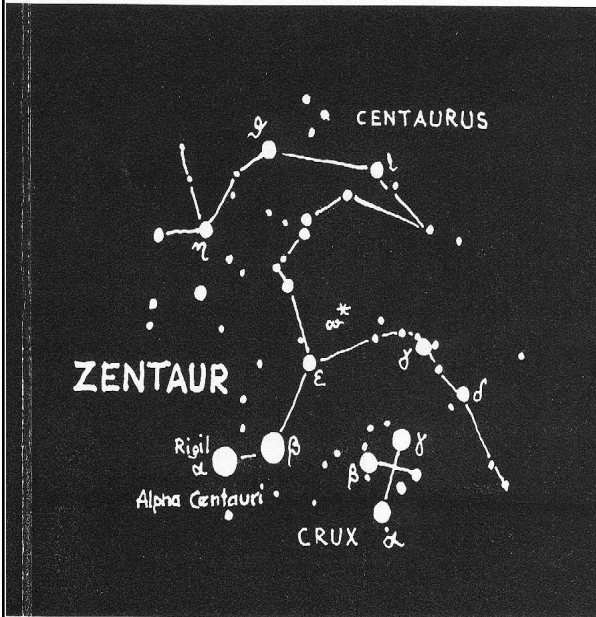 ϑ
CENTAURUS
ι
η
ω*
ZENTAUR
ε
γ
δ
Rigil
α
β
β
γ
Alpha Centauri
CRUX
α